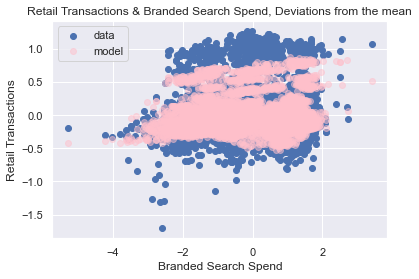 Retail Transactions & Branded Search Spend, Deviations from the mean
data
model
1.0
0.5
0.0
−0.5
−1.0
−1.5
Retail Transactions
−4
−2
0
2
Branded Search Spend